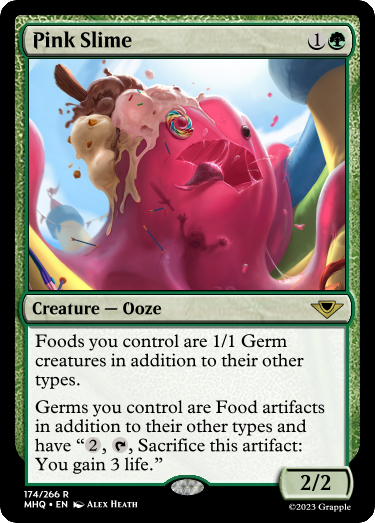 Pink Slime 1
Creature — Ooze
Foods you control are 1/1 Germ
creatures in addition to their other
types.
Germs you control are Food artifacts
in addition to their other types and
have “2, , Sacrifice this artifact:
You gain 3 life.”
2/2
174/266 R
MHQ • EN Alex Heath
©2023 Grapple